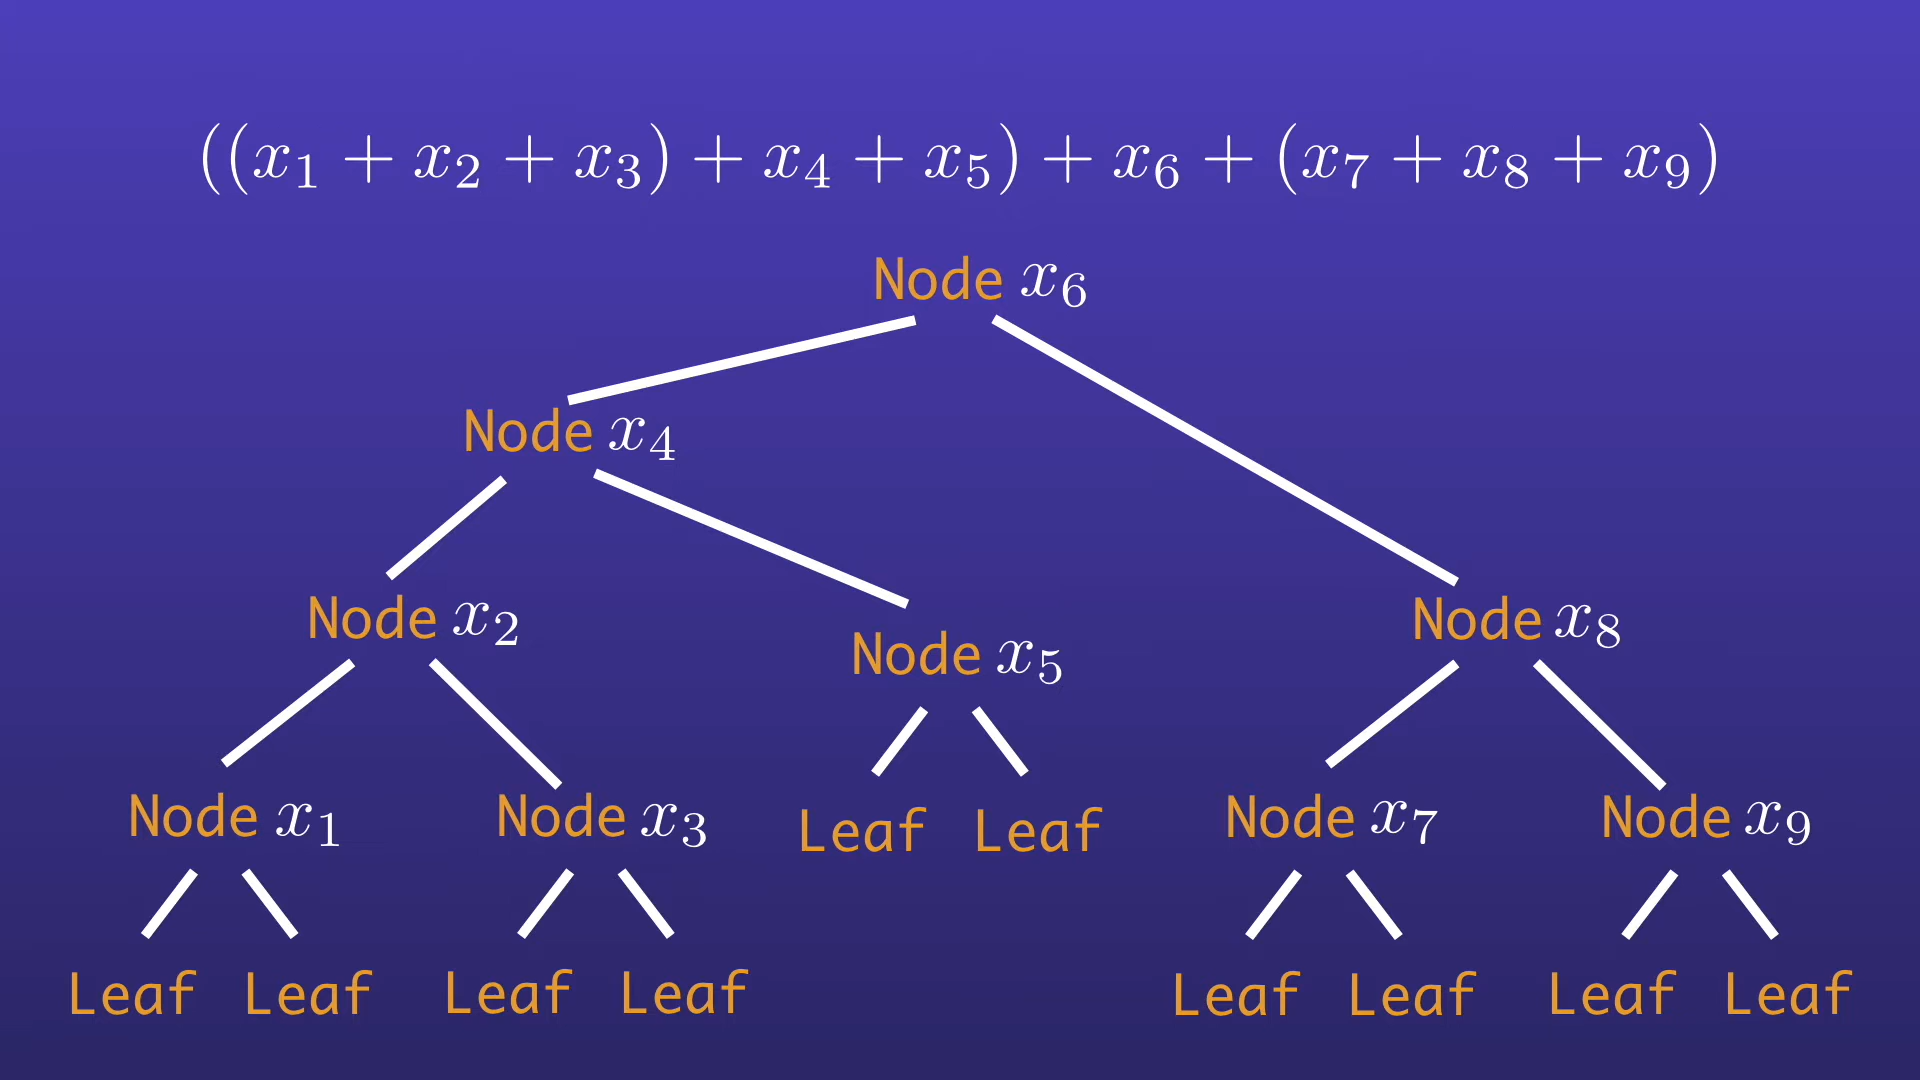 ((x₁ + x₂ + x₃) + x₄ + x₅) + x₆ + (x₇ + x₈ + x₉)
Node x₆
Node x₄
Node x₂
Node x₈
Node x₅
Node x₁
Node x₃
Leaf Leaf
Node x₇
Node x₉
Leaf Leaf Leaf Leaf
Leaf Leaf Leaf Leaf